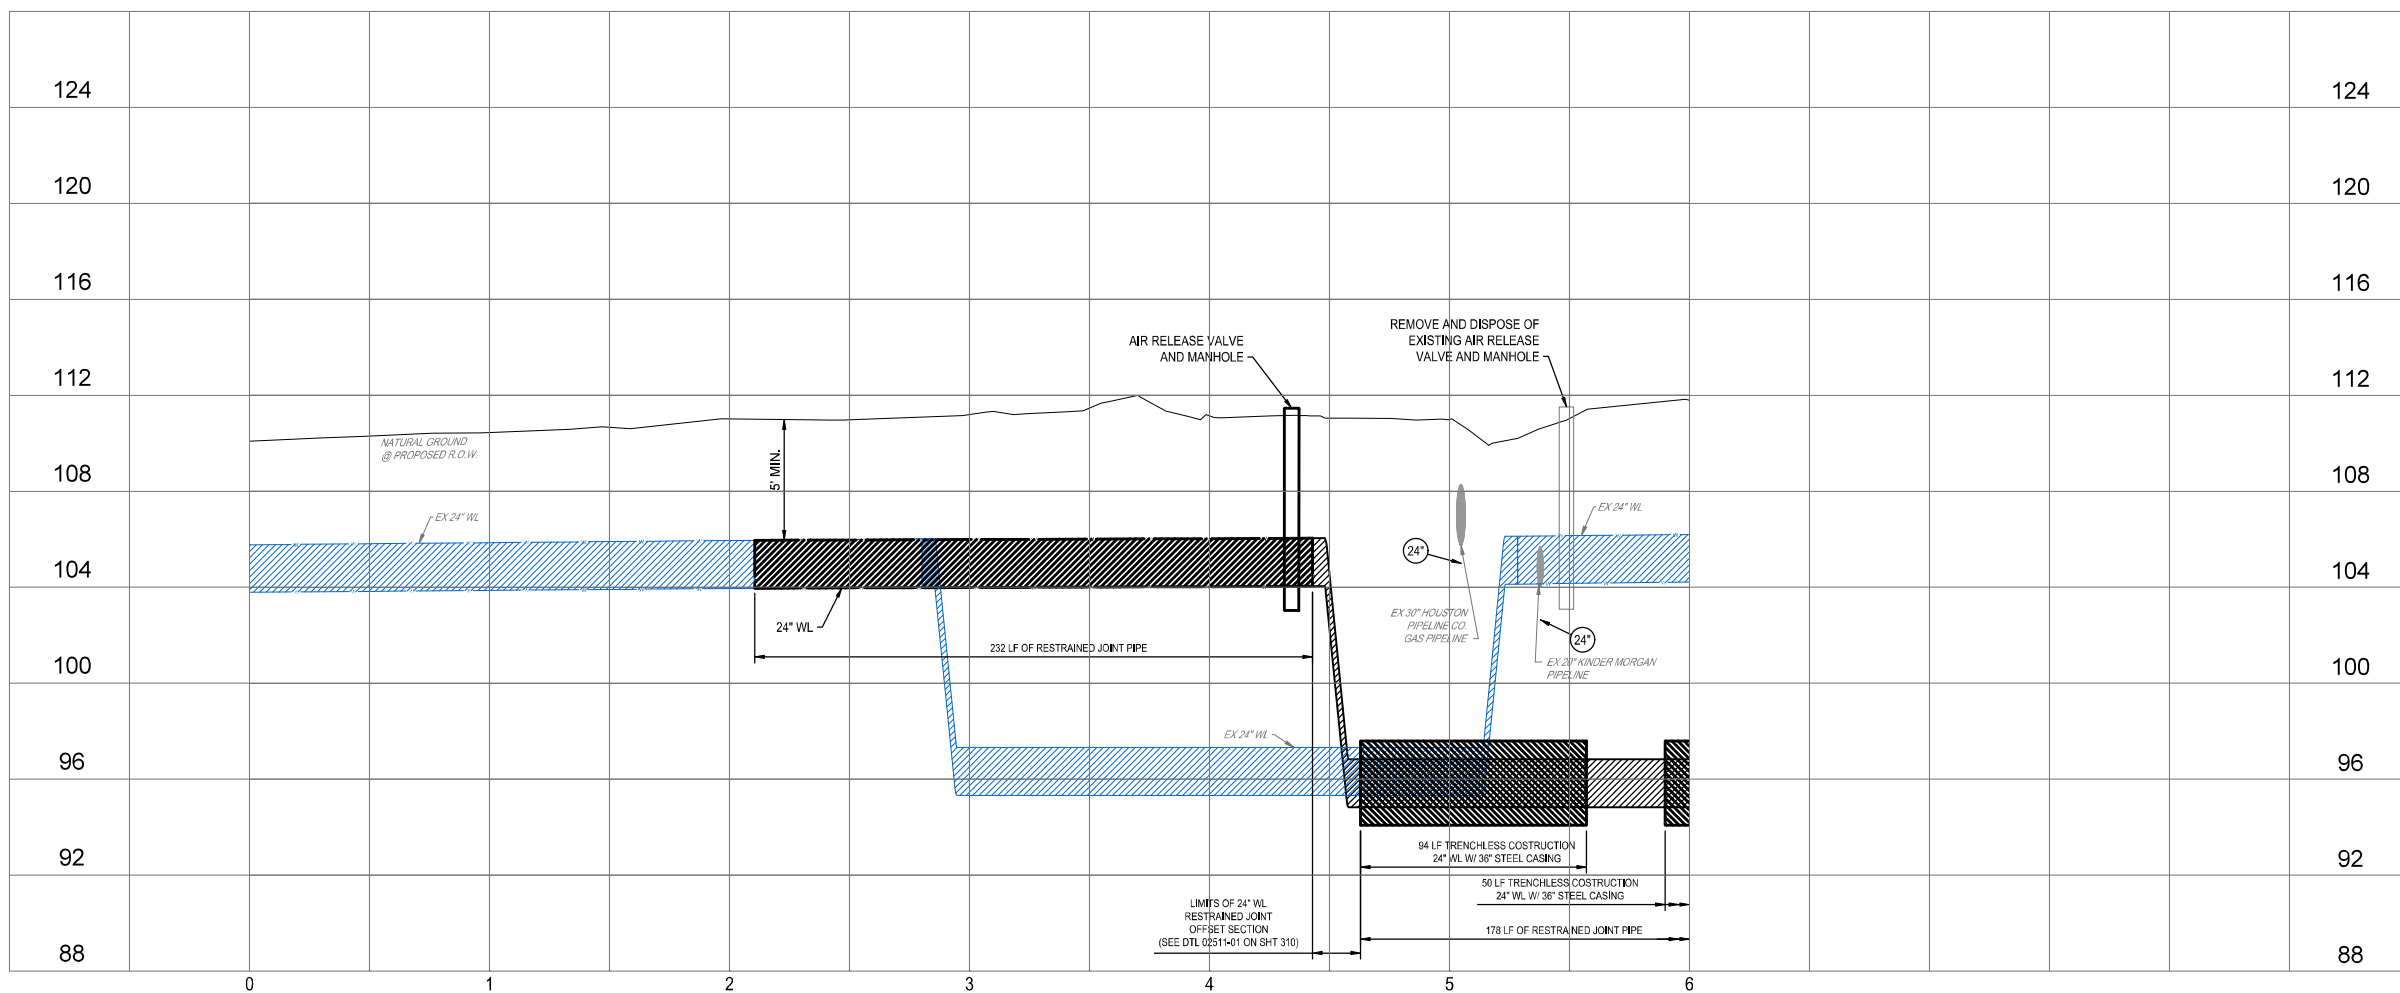 124
124
120
120
116
116
AIR RELEASE VALVE
AND MANHOLE
REMOVE AND DISPOSE OF
EXISTING AIR RELEASE
VALVE AND MANHOLE
112
112
NATURAL GROUND
@ PROPOSED R.O.W.
5' MIN.
108
108
EX 24" WL
EX 24" WL
24"
104
104
24" WL
EX 30" HOUSTON
PIPELINE CO.
GAS PIPELINE
24"
232 LF OF RESTRAINED JOINT PIPE
EX 20" KINDER MORGAN
PIPELINE
100
100
EX 24" WL
96
96
94 LF TRENCHLESS COSTRUCTION
24" WL W/ 36" STEEL CASING
92
92
50 LF TRENCHLESS COSTRUCTION
24" WL W/ 36" STEEL CASING
LIMITS OF 24" WL
RESTRAINED JOINT
OFFSET SECTION
(SEE DTL 02511-01 ON SHT 310)
178 LF OF RESTRAINED JOINT PIPE
88
88
0 1 2 3 4 5 6